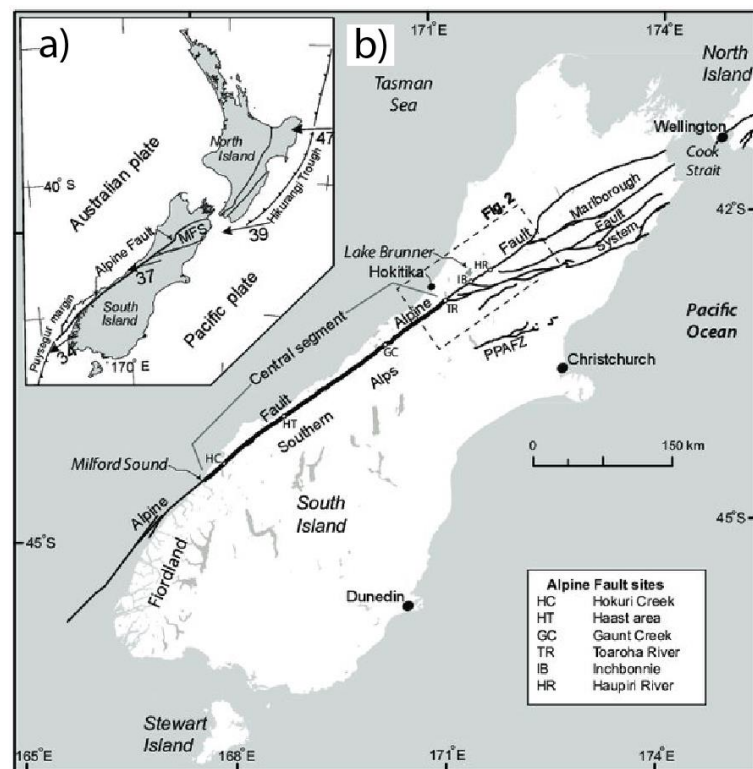 a)
Australian plate
Pacific plate
North Island
South Island
Alpine Fault
MFS
Hikurangi Trough
Puysegur margin
47
39
37
34
40°S
170°E
b)
171°E
174°E
Tasman
Sea
North
Island
Wellington
Cook
Strait
42°S
Marlborough
Fault
System
Fig. 2
Lake Brunner
Hokitika
HR
IB
TR
Fault
Alpine
Central segment
GC
Alps
PPAFZ
Pacific
Ocean
Christchurch
0 150 km
Fault
HT
Southern
HC
Milford Sound
Alpine
South
Island
Fiordland
45°S
45°S
Dunedin
Stewart
Island
Alpine Fault sites
HC Hokuri Creek
HT Haast area
GC Gaunt Creek
TR Toaroha River
IB Inchbonnie
HR Haupiri River
165°E
168°E
171°E
174°E